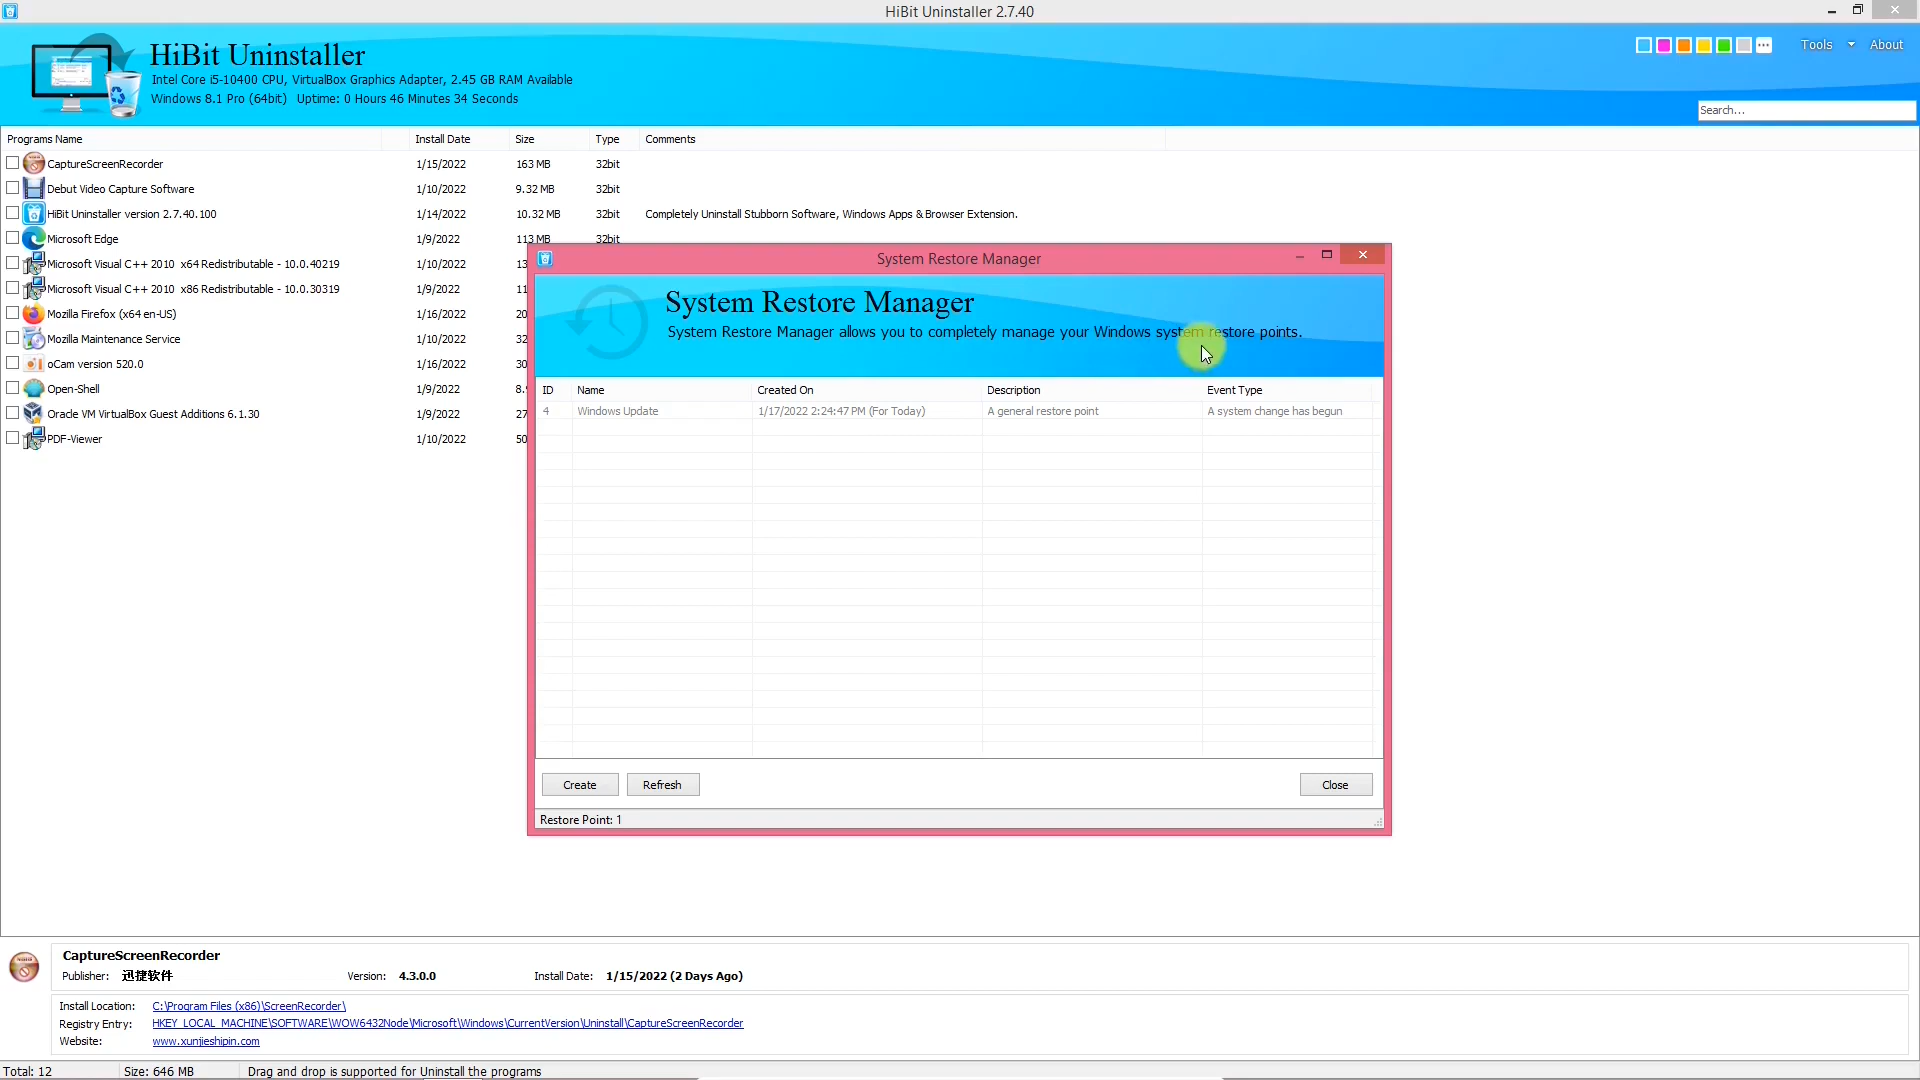 HiBit Uninstaller 2.7.40
HiBit Uninstaller
Intel Core i5-10400 CPU, VirtualBox Graphics Adapter, 2.45 GB RAM Available
Windows 8.1 Pro (64bit) Uptime: 0 Hours 46 Minutes 34 Seconds
Tools About
Search...
Programs Name Install Date Size Type Comments
CaptureScreenRecorder 1/15/2022 163 MB 32bit
Debut Video Capture Software 1/10/2022 9.32 MB 32bit
HiBit Uninstaller version 2.7.40.100 1/14/2022 10.32 MB 32bit Completely Uninstall Stubborn Software, Windows Apps & Browser Extension.
Microsoft Edge 1/9/2022 113 MB 32bit
Microsoft Visual C++ 2010 x64 Redistributable - 10.0.40219 1/10/2022 13
Microsoft Visual C++ 2010 x86 Redistributable - 10.0.30319 1/9/2022 11
Mozilla Firefox (x64 en-US) 1/16/2022 20
Mozilla Maintenance Service 1/10/2022 32
oCam version 520.0 1/16/2022 30
Open-Shell 1/9/2022 8.
Oracle VM VirtualBox Guest Additions 6.1.30 1/9/2022 27
PDF-Viewer 1/10/2022 50
System Restore Manager
System Restore Manager
System Restore Manager allows you to completely manage your Windows system restore points.
ID Name Created On Description Event Type
4 Windows Update 1/17/2022 2:24:47 PM (For Today) A general restore point A system change has begun
Create Refresh Close
Restore Point: 1
CaptureScreenRecorder
Publisher: 迅捷软件 Version: 4.3.0.0 Install Date: 1/15/2022 (2 Days Ago)
Install Location: C:\Program Files (x86)\ScreenRecorder\
Registry Entry: HKEY_LOCAL_MACHINE\SOFTWARE\WOW6432Node\Microsoft\Windows\CurrentVersion\Uninstall\CaptureScreenRecorder
Website: www.xunjieshipin.com
Total: 12 Size: 646 MB Drag and drop is supported for Uninstall the programs